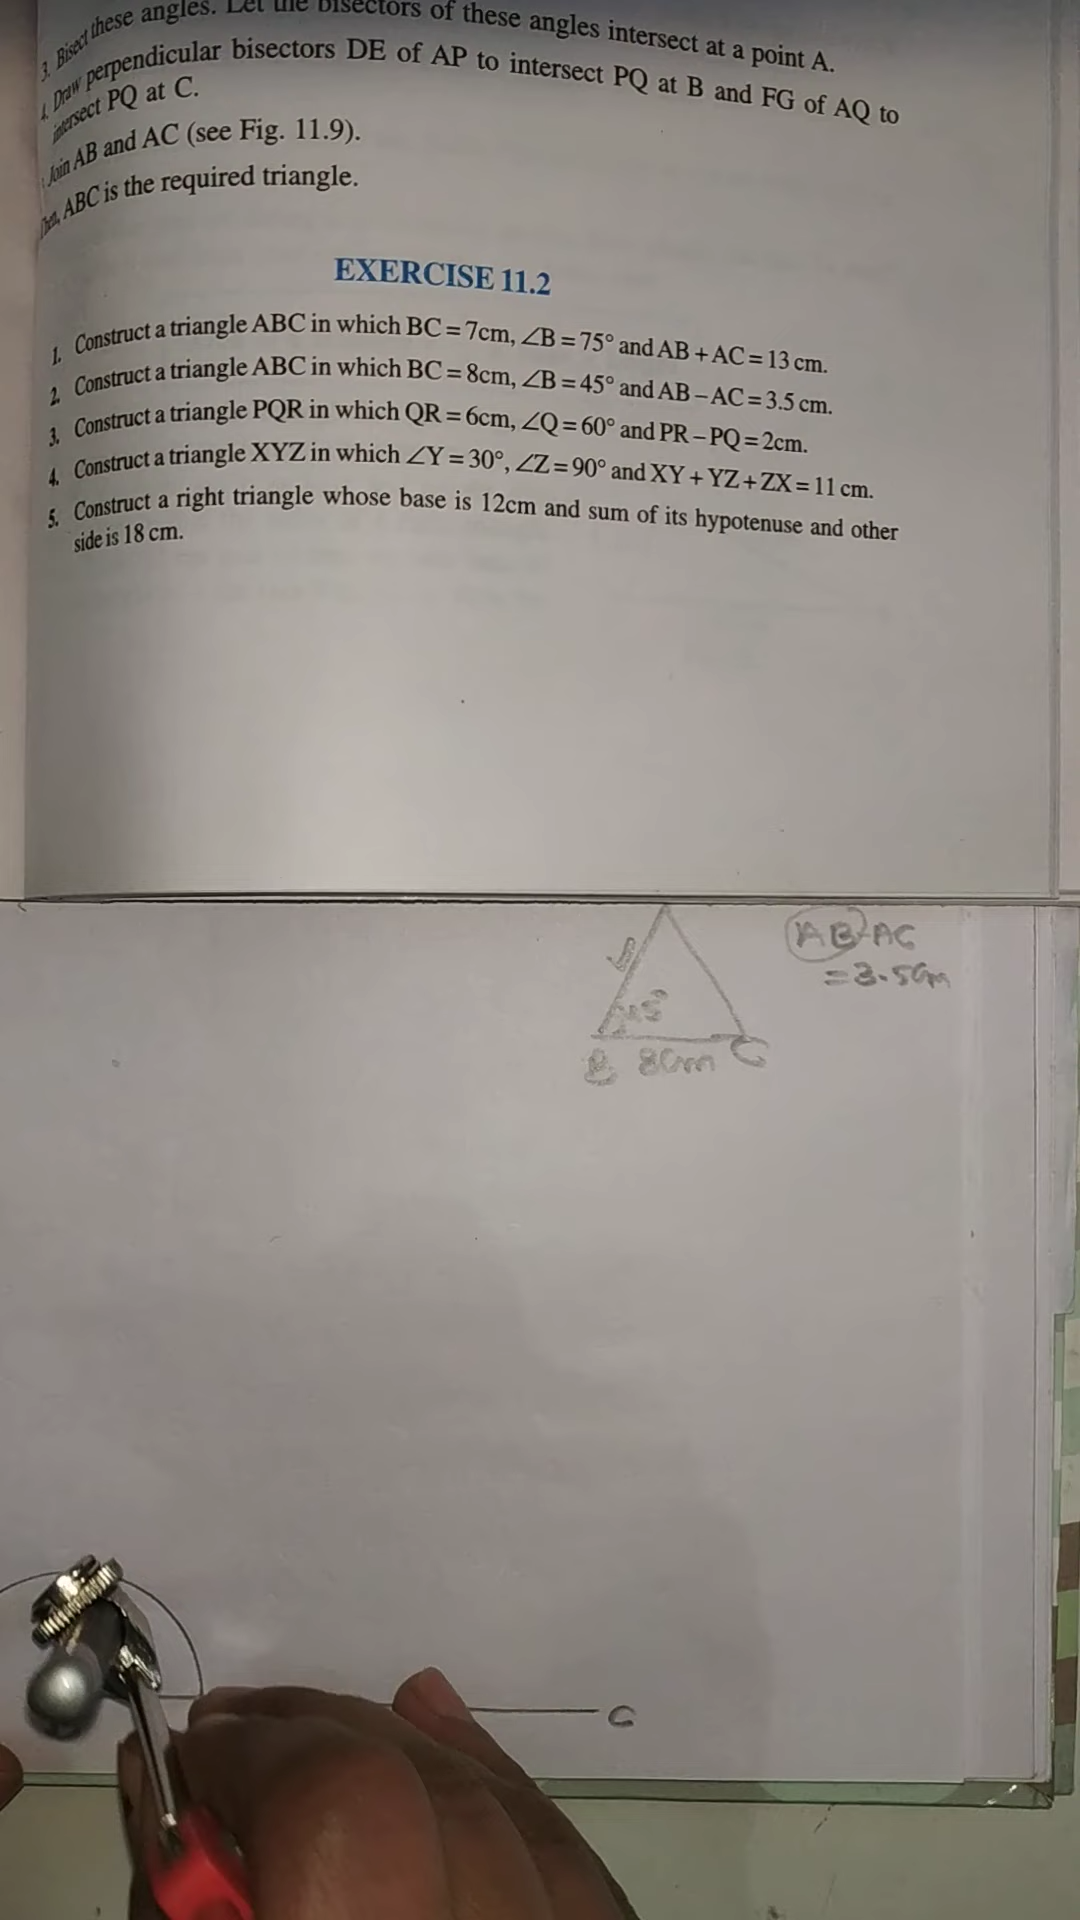 3. Bisect these angles. Let the bisectors of these angles intersect at a point A.
4. Draw perpendicular bisectors DE of AP to intersect PQ at B and FG of AQ to
intersect PQ at C.
Join AB and AC (see Fig. 11.9).
Then, ABC is the required triangle.
EXERCISE 11.2
1. Construct a triangle ABC in which BC = 7cm, ∠B = 75° and AB + AC = 13 cm.
2. Construct a triangle ABC in which BC = 8cm, ∠B = 45° and AB – AC = 3.5 cm.
3. Construct a triangle PQR in which QR = 6cm, ∠Q = 60° and PR – PQ = 2cm.
4. Construct a triangle XYZ in which ∠Y = 30°, ∠Z = 90° and XY + YZ + ZX = 11 cm.
5. Construct a right triangle whose base is 12cm and sum of its hypotenuse and other
side is 18 cm.
AB-AC
=3.5cm
45°
B 8cm C
C